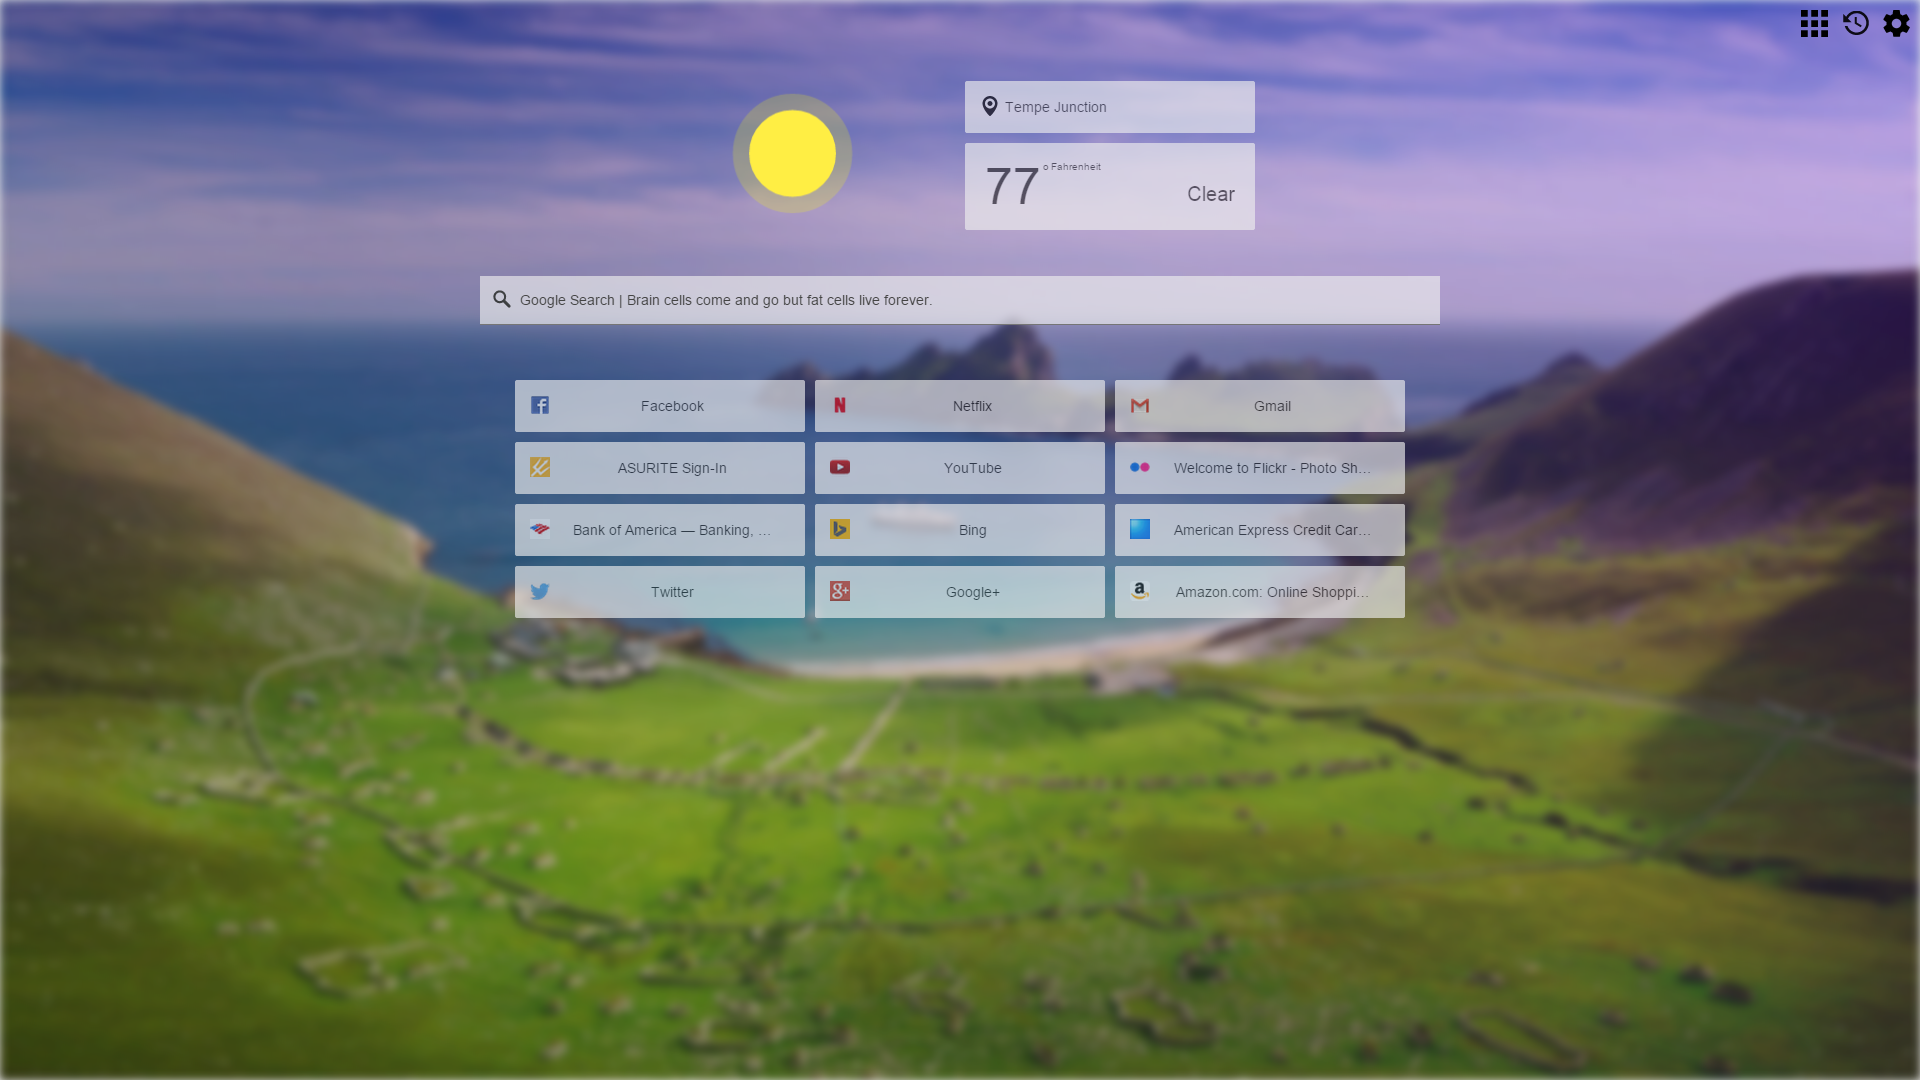 Tempe Junction
77 o Fahrenheit
Clear
Google Search | Brain cells come and go but fat cells live forever.
Facebook
Netflix
Gmail
ASURITE Sign-In
YouTube
Welcome to Flickr - Photo Sh...
Bank of America — Banking, ...
Bing
American Express Credit Car...
Twitter
Google+
Amazon.com: Online Shoppi...